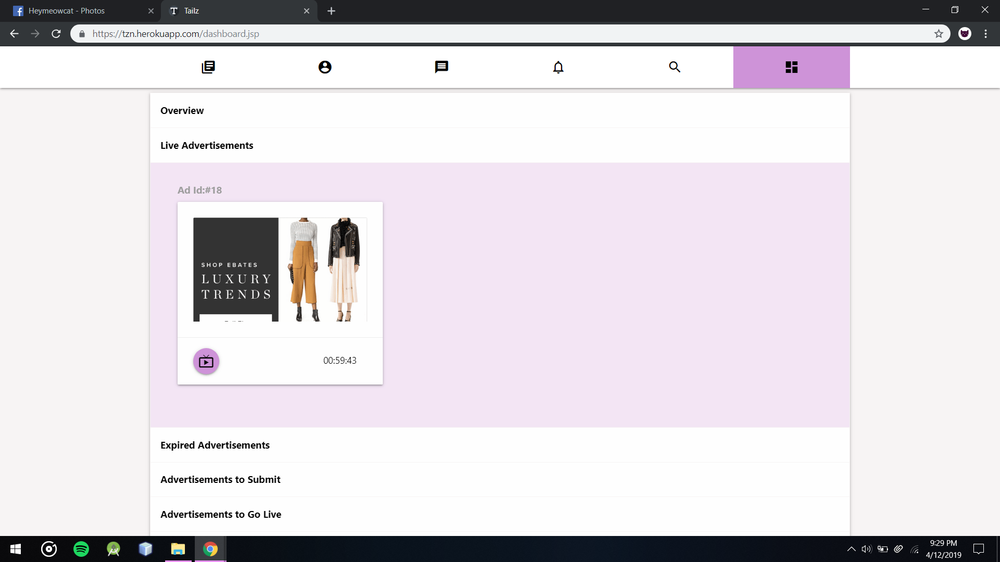 Heymeowcat - Photos
Tailz
https://tzn.herokuapp.com/dashboard.jsp
Overview
Live Advertisements
Ad Id:#18
SHOP EBATES
LUXURY
TRENDS
00:59:43
Expired Advertisements
Advertisements to Submit
Advertisements to Go Live
9:29 PM
4/12/2019